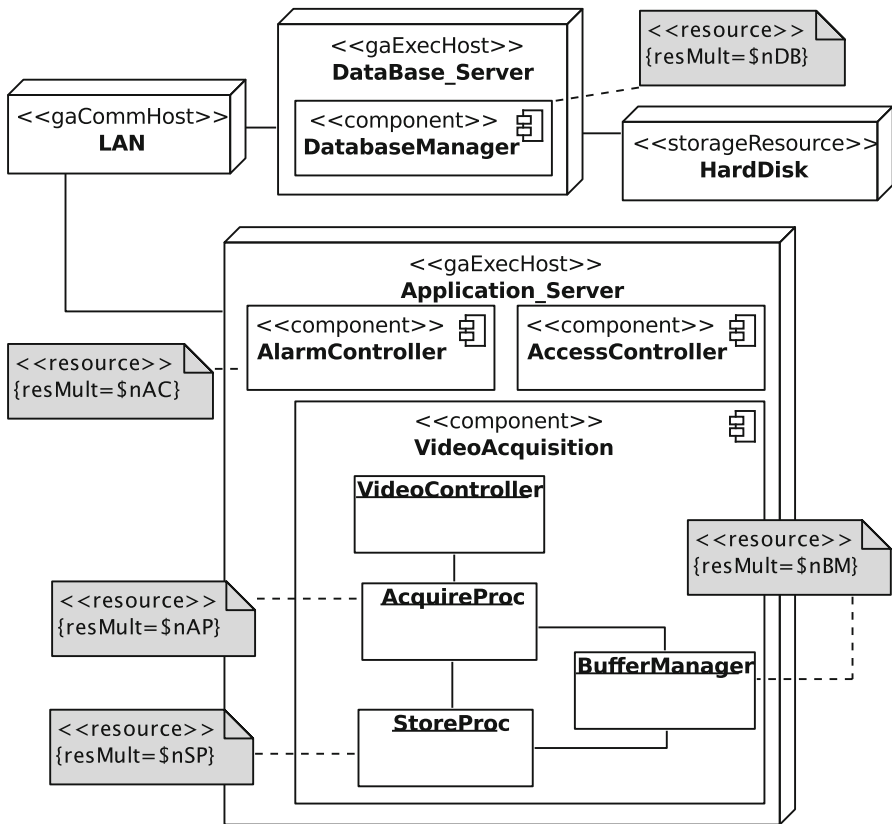 <<gaExecHost>>
DataBase_Server
<<resource>>
{resMult=$nDB}
<<gaCommHost>>
LAN
<<component>>
DatabaseManager
<<storageResource>>
HardDisk
<<gaExecHost>>
Application_Server
<<component>>
AlarmController
<<component>>
AccessController
<<resource>>
{resMult=$nAC}
<<component>>
VideoAcquisition
VideoController
<<resource>>
{resMult=$nBM}
<<resource>>
{resMult=$nAP}
AcquireProc
BufferManager
<<resource>>
{resMult=$nSP}
StoreProc